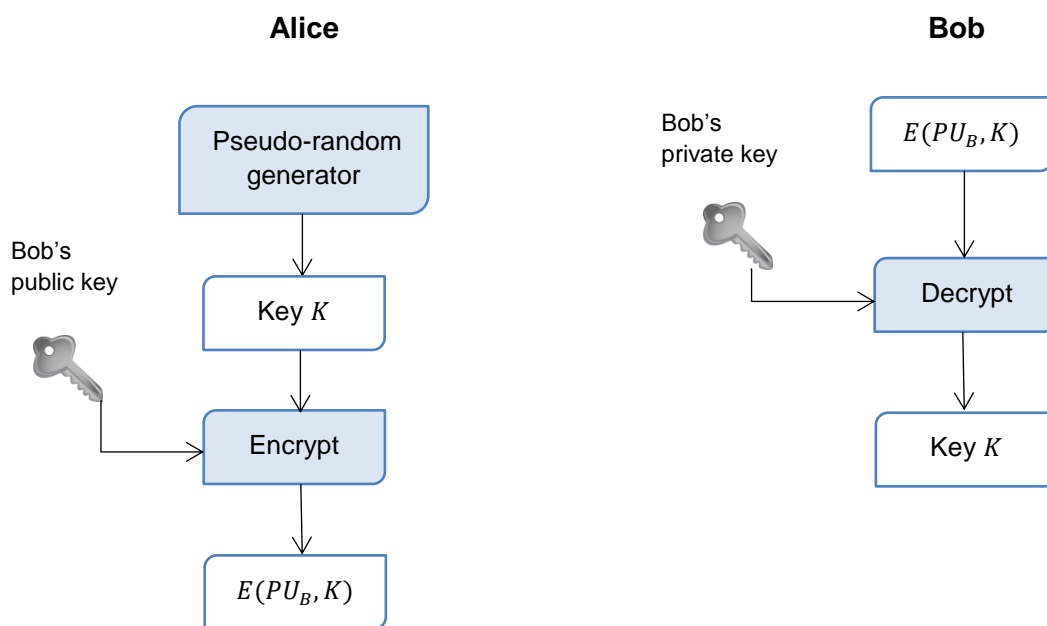 Alice
Pseudo-random
generator
Bob's
public key
Key K
Encrypt
E(PU_B, K)
Bob
Bob's
private key
E(PU_B, K)
Decrypt
Key K